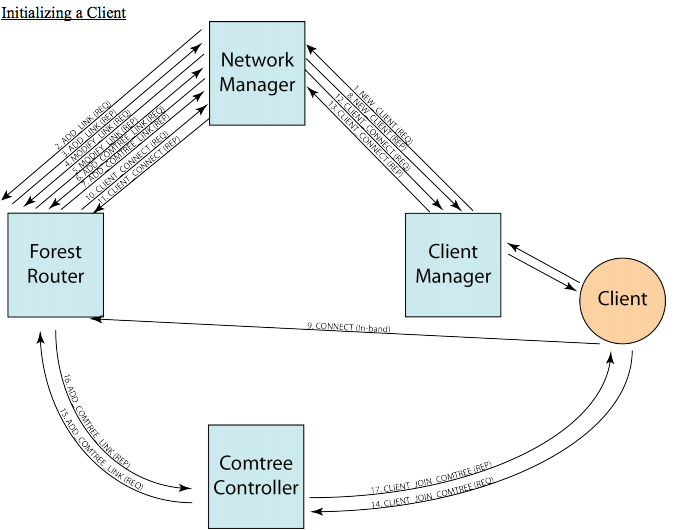 Initializing a Client
Network
Manager
2. ADD_LINK (REQ)
3. ADD_LINK (REP)
4. MODIFY_LINK (REQ)
5. MODIFY_LINK (REP)
6. ADD_COMTREE_LINK (REQ)
7. ADD_COMTREE_LINK (REP)
10. CLIENT_CONNECT (REQ)
11. CLIENT_CONNECT (REP)
1. NEW_CLIENT (REQ)
8. NEW_CLIENT (REP)
12. CLIENT_CONNECT (REQ)
13. CLIENT_CONNECT (REP)
Forest
Router
Client
Manager
Client
9. CONNECT (In-band)
16. ADD_COMTREE_LINK (REP)
15. ADD_COMTREE_LINK (REQ)
Comtree
Controller
17. CLIENT_JOIN_COMTREE (REP)
14. CLIENT_JOIN_COMTREE (REQ)